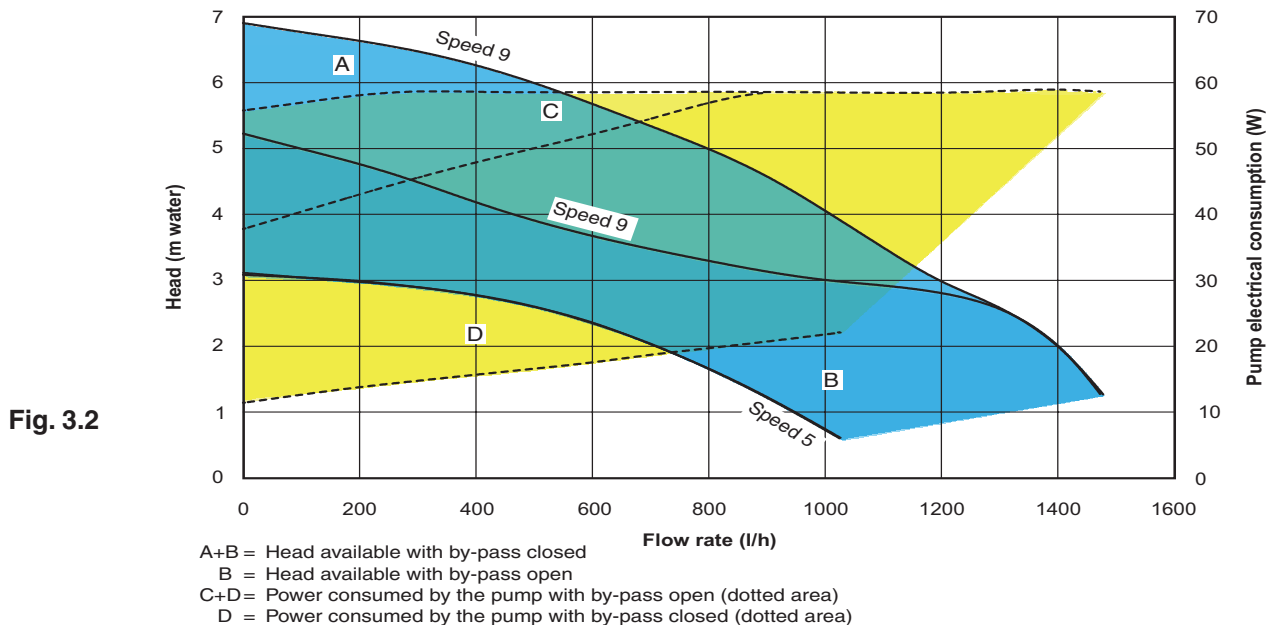 7
6
5
4
3
2
1
0
Head (m water)
70
60
50
40
30
20
10
0
Pump electrical consumption (W)
Speed 9
A
C
Speed 9
D
B
Speed 5
Fig. 3.2
0 200 400 600 800 1000 1200 1400 1600
Flow rate (l/h)
A+B = Head available with by-pass closed
B = Head available with by-pass open
C+D= Power consumed by the pump with by-pass open (dotted area)
D = Power consumed by the pump with by-pass closed (dotted area)